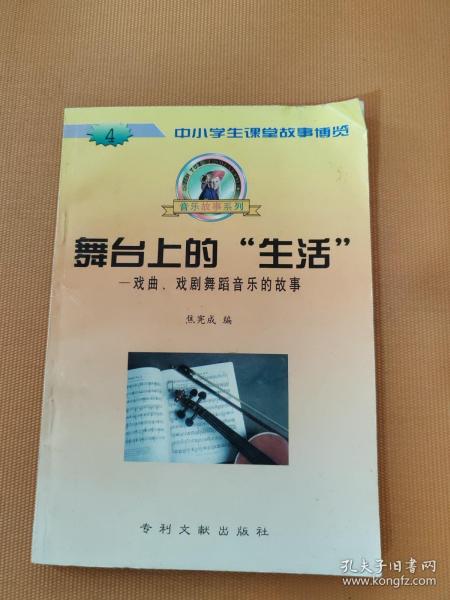 4
中小学生课堂故事博览
音乐故事系列
舞台上的“生活”
—戏曲、戏剧舞蹈音乐的故事
焦宪成 编
专利文献出版社
孔夫子旧书网
www.kongfz.com